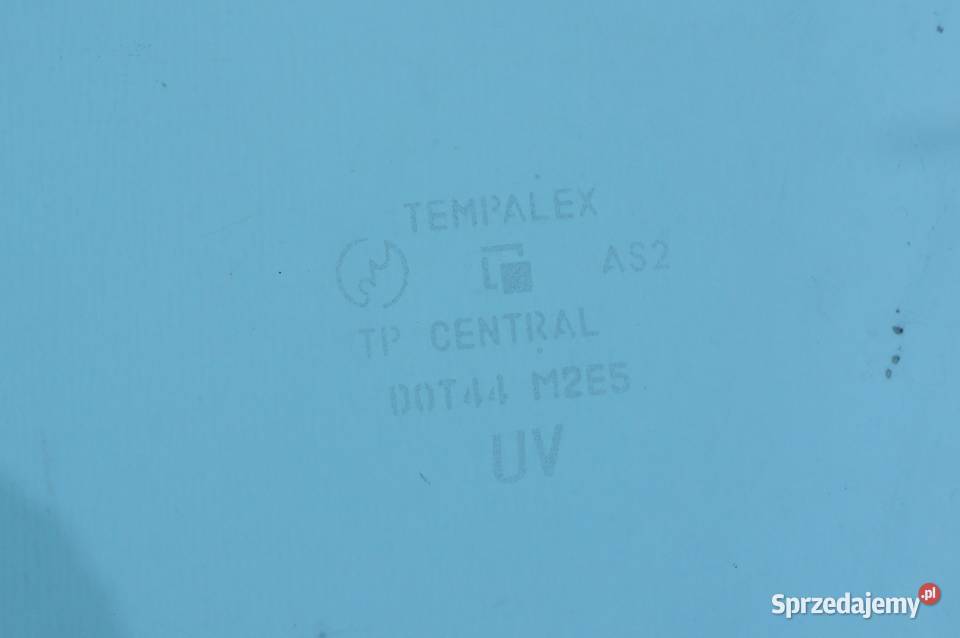 TEMPALEX
AS2
TP CENTRAL
DOT44 M2E5
UV
Sprzedajemy.pl